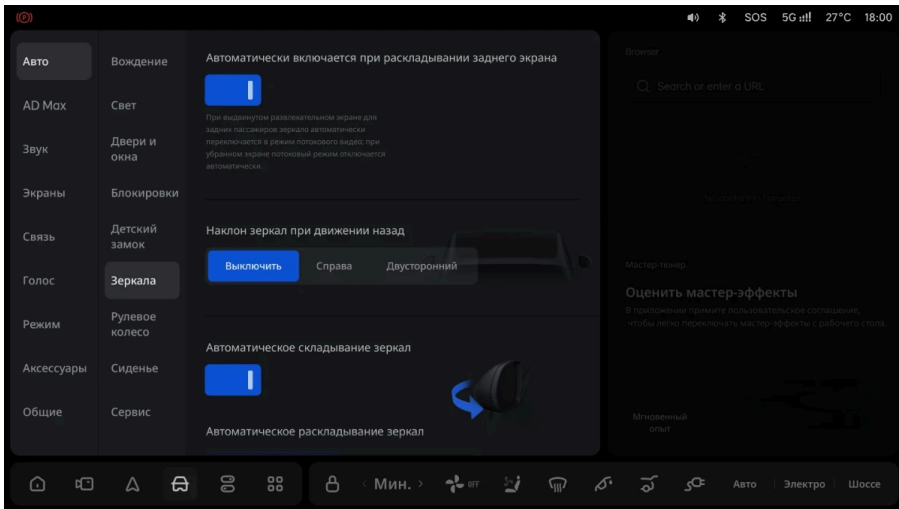 (P)
SOS 5G 27°C 18:00
Авто
AD Max
Звук
Экраны
Связь
Голос
Режим
Аксессуары
Общие
Вождение
Свет
Двери и
окна
Блокировки
Детский
замок
Зеркала
Рулевое
колесо
Сиденье
Сервис
Автоматически включается при раскладывании заднего экрана
При выдвинутом развлекательном экране для
задних пассажиров зеркало автоматически
переключается в режим потокового видео; при
убранном экране потоковый режим отключается
автоматически...
Наклон зеркал при движении назад
Выключить Справа Двусторонний
Автоматическое складывание зеркал
Автоматическое раскладывание зеркал
Browser
Search or enter a URL
Мастер-тюнер
Оценить мастер-эффекты
В приложении примите пользовательское соглашение,
чтобы легко переключать мастер-эффекты с рабочего стола.
Мгновенный
опыт
< Мин. > OFF Авто Электро Шоссе